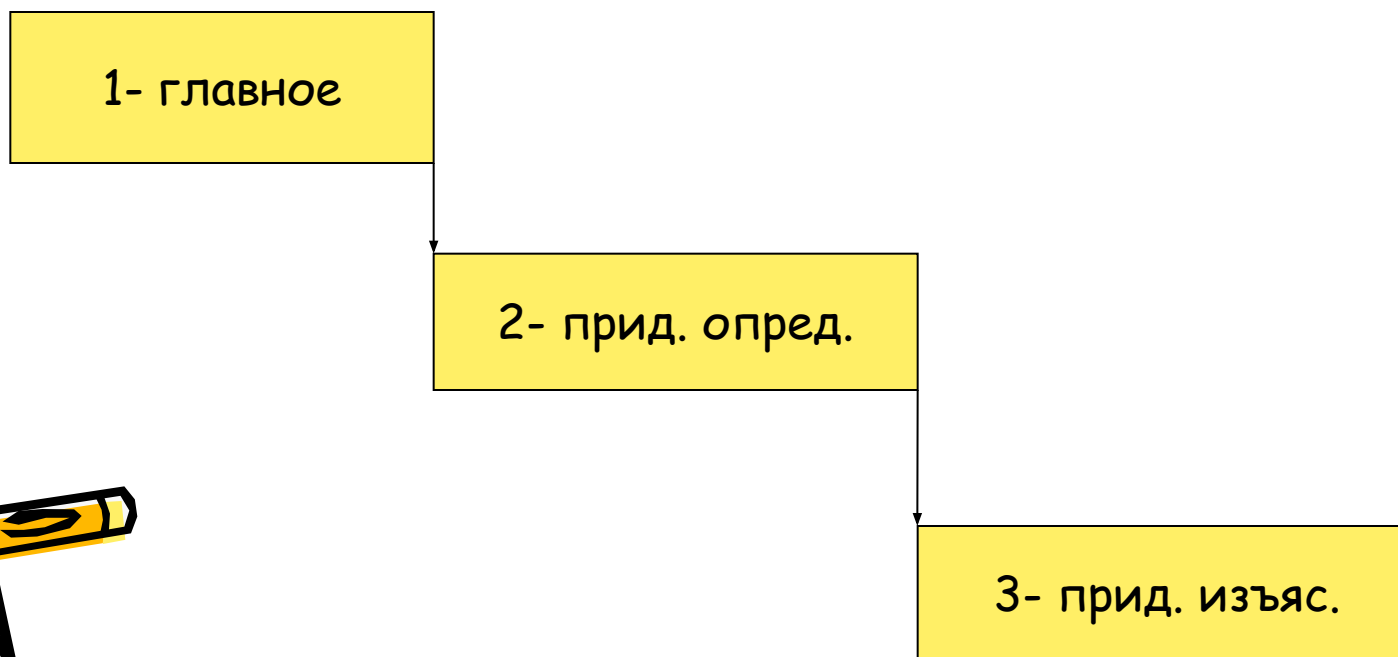 1- главное
2- прид. опред.
3- прид. изъяс.